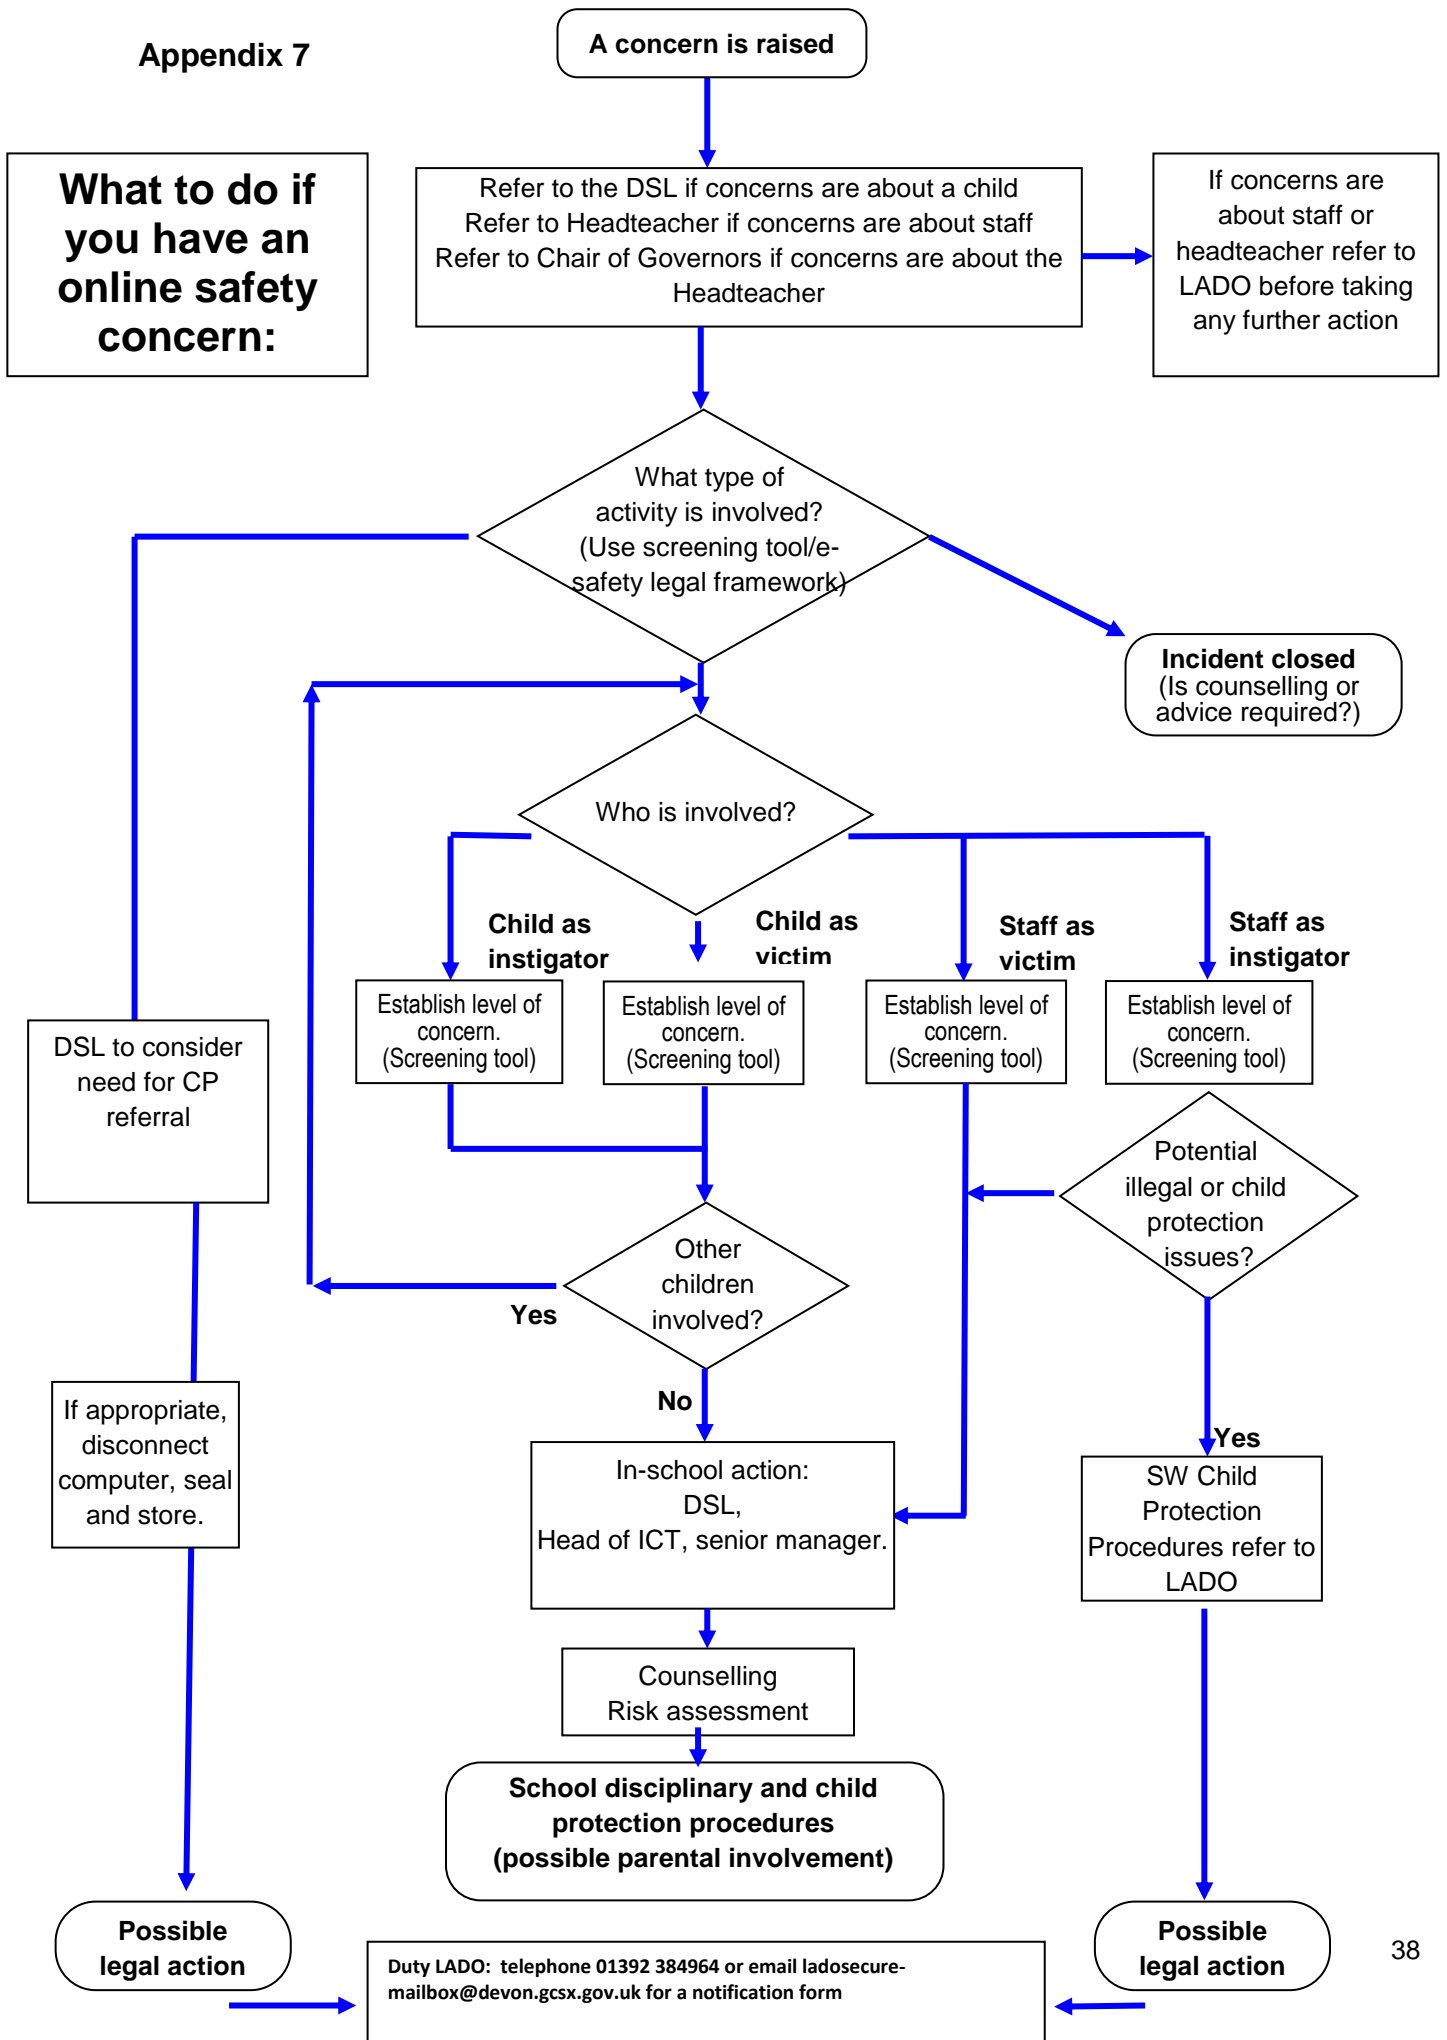 Appendix 7
A concern is raised
What to do if
you have an
online safety
concern:
Refer to the DSL if concerns are about a child
Refer to Headteacher if concerns are about staff
Refer to Chair of Governors if concerns are about the
Headteacher
If concerns are
about staff or
headteacher refer to
LADO before taking
any further action
What type of
activity is involved?
(Use screening tool/e-
safety legal framework)
Incident closed
(Is counselling or
advice required?)
Who is involved?
Child as
instigator
Child as
victim
Staff as
victim
Staff as
instigator
Establish level of
concern.
(Screening tool)
Establish level of
concern.
(Screening tool)
Establish level of
concern.
(Screening tool)
Establish level of
concern.
(Screening tool)
DSL to consider
need for CP
referral
Potential
illegal or child
protection
issues?
Other
children
involved?
Yes
No
Yes
If appropriate,
disconnect
computer, seal
and store.
In-school action:
DSL,
Head of ICT, senior manager.
SW Child
Protection
Procedures refer to
LADO
Counselling
Risk assessment
School disciplinary and child
protection procedures
(possible parental involvement)
Possible
legal action
Possible
legal action
Duty LADO: telephone 01392 384964 or email ladosecure-
mailbox@devon.gcsx.gov.uk for a notification form
38